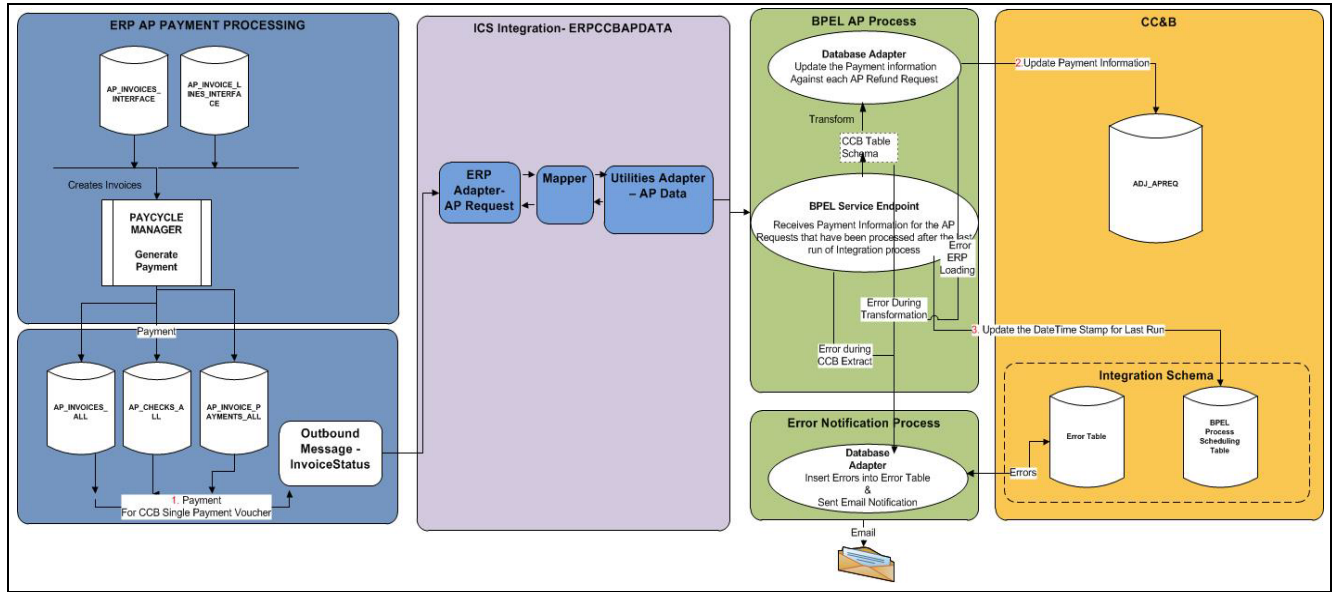 ERP AP PAYMENT PROCESSING
AP_INVOICES_
INTERFACE
AP_INVOICE_L
INES_INTERFA
CE
Creates Invoices
PAYCYCLE
MANAGER
Generate
Payment
Payment
AP_INVOICES_
ALL
AP_CHECKS_A
LL
AP_INVOICE_P
AYMENTS_ALL
Outbound
Message -
InvoiceStatus
1. Payment
For CCB Single Payment Voucher
ICS Integration- ERPCCBAPDATA
ERP
Adapter-
AP Request
Mapper
Utilities Adapter
– AP Data
BPEL AP Process
Database Adapter
Update the Payment information
Against each AP Refund Request
Transform
CCB Table
Schema
BPEL Service Endpoint
Receives Payment Information for the AP
Requests that have been processed after the last
run of Integration process
Error
ERP
Loading
Error During
Transformation
Error during
CCB Extract
Error Notification Process
Database
Adapter
Insert Errors into Error Table
&
Sent Email Notification
Email
CC&B
2.Update Payment Information
ADJ_APREQ
3. Update the DateTime Stamp for Last Run
Integration Schema
Error Table
BPEL
Process
Scheduling
Table
Errors